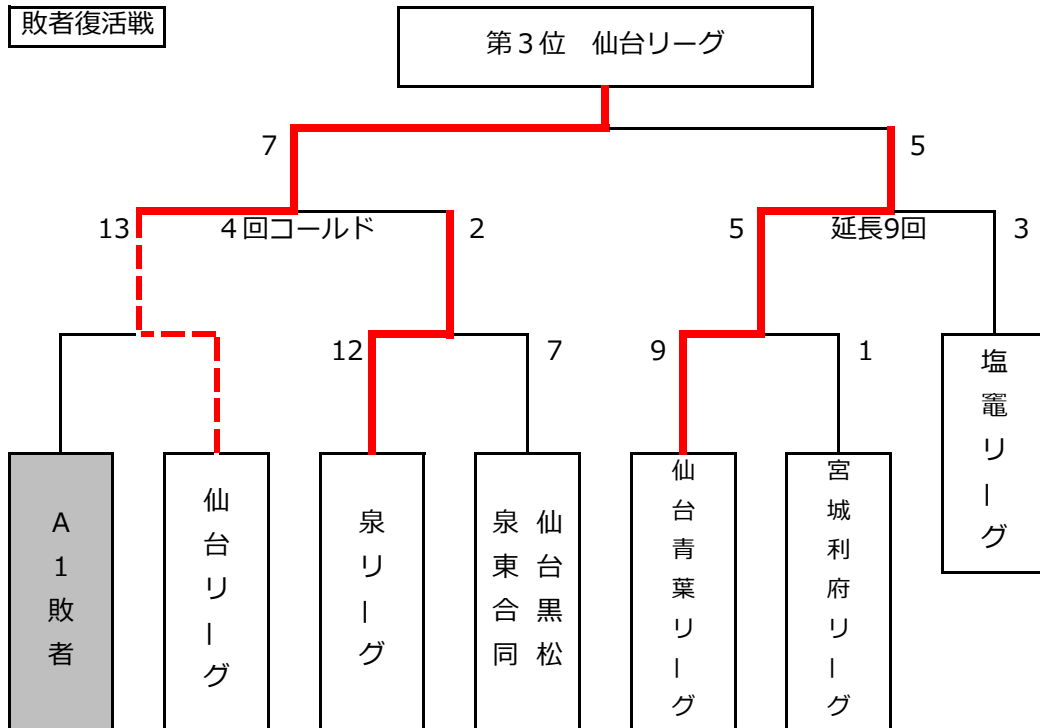 敗者復活戦
第３位　仙台リーグ
7
5
13
４回コールド
2
5
延長9回
3
12
7
9
1
A1敗者
仙台リーグ
泉リーグ
仙台黒松
泉東合同
仙台青葉リーグ
宮城利府リーグ
塩竈リーグ